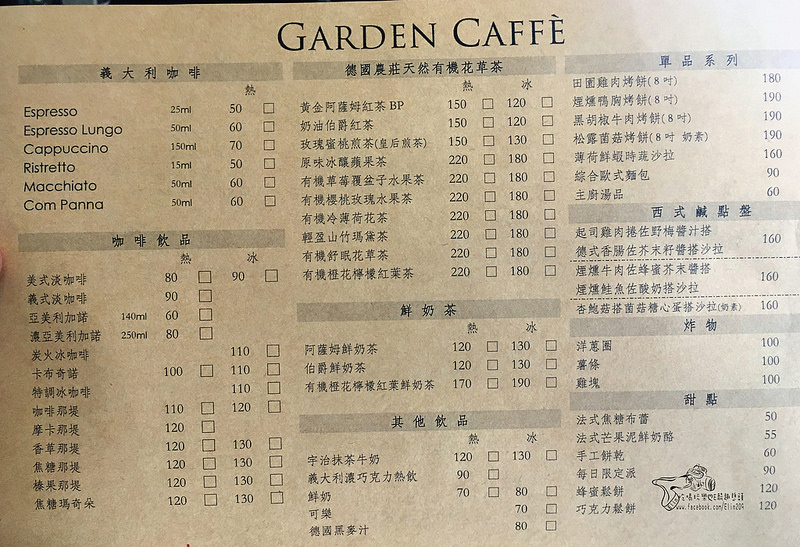 GARDEN CAFFÈ
義大利咖啡
熱
Espresso 25ml 50 □
Espresso Lungo 50ml 60 □
Cappuccino 150ml 70 □
Ristretto 15ml 50 □
Macchiato 50ml 60 □
Com Panna 50ml 60 □
咖啡飲品
熱 冰
美式淡咖啡 80 □ 90 □
義式淡咖啡 90 □
亞美利加諾 140ml 60 □
濃亞美利加諾 250ml 80 □
炭火冰咖啡 110 □
卡布奇諾 100 □ 110 □
特調冰咖啡 110 □
咖啡那堤 110 □ 120 □
摩卡那堤 120 □
香草那堤 120 □ 130 □
焦糖那堤 120 □ 130 □
榛果那堤 120 □ 130 □
焦糖瑪奇朵 120 □ 130 □
德國農莊天然有機花草茶
熱 冰
黃金阿薩姆紅茶 BP 150 □ 120 □
奶油伯爵紅茶 150 □ 120 □
玫瑰蜜桃煎茶(皇后煎茶) 150 □ 130 □
原味冰釀蘋果茶 220 □ 180 □
有機草莓覆盆子水果茶 220 □ 180 □
有機櫻桃玫瑰水果茶 220 □ 180 □
有機冷薄荷花茶 220 □ 180 □
輕盈山竹瑪黛茶 220 □ 180 □
有機舒眠花草茶 220 □ 180 □
有機橙花檸檬紅葉茶 220 □ 180 □
鮮奶茶
熱 冰
阿薩姆鮮奶茶 120 □ 130 □
伯爵鮮奶茶 120 □ 130 □
有機橙花檸檬紅葉鮮奶茶 170 □ 190 □
其他飲品
熱 冰
宇治抹茶牛奶 120 □ 130 □
義大利濃巧克力熱飲 90 □
鮮奶 70 □ 80 □
可樂 70 □
德國黑麥汁 80 □
單品系列
田園雞肉烤餅(8吋) 180
煙燻鴨胸烤餅(8吋) 190
黑胡椒牛肉烤餅(8吋) 190
松露菌菇烤餅(8吋 素奶) 190
薄荷鮮蝦時蔬沙拉 160
綜合歐式麵包 90
主廚湯品 60
西式鹹點盤
起司雞肉捲佐野莓醬汁搭
德式香腸佐芥末籽醬搭沙拉 160
煙燻牛肉佐蜂蜜芥末醬搭
煙燻鮭魚佐酸奶搭沙拉 160
杏鮑菇搭菌菇糖心蛋搭沙拉(奶素) 160
炸物
洋蔥圈 100
薯條 100
雞塊 100
甜點
法式焦糖布蕾 50
法式芒果泥鮮奶酪 55
手工餅乾 60
每日限定派 90
蜂蜜鬆餅 120
巧克力鬆餅 120
www.facebook.com/Elin209